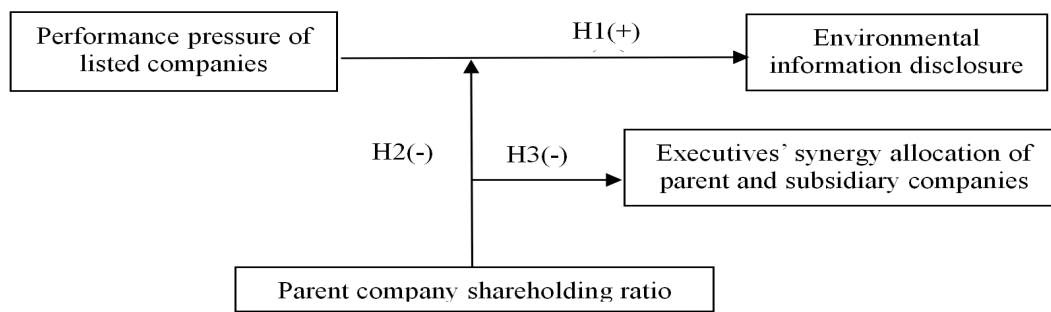 Performance pressure of
listed companies
H1(+)
Environmental
information disclosure
H2(-)
H3(-)
Executives’ synergy allocation of
parent and subsidiary companies
Parent company shareholding ratio